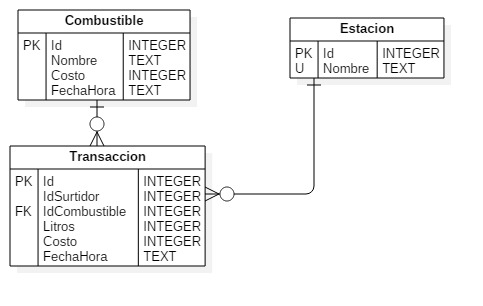 Combustible
PK Id INTEGER
Nombre TEXT
Costo INTEGER
FechaHora TEXT
Estacion
PK Id INTEGER
U Nombre TEXT
Transaccion
PK Id INTEGER
IdSurtidor INTEGER
FK IdCombustible INTEGER
Litros INTEGER
Costo INTEGER
FechaHora TEXT